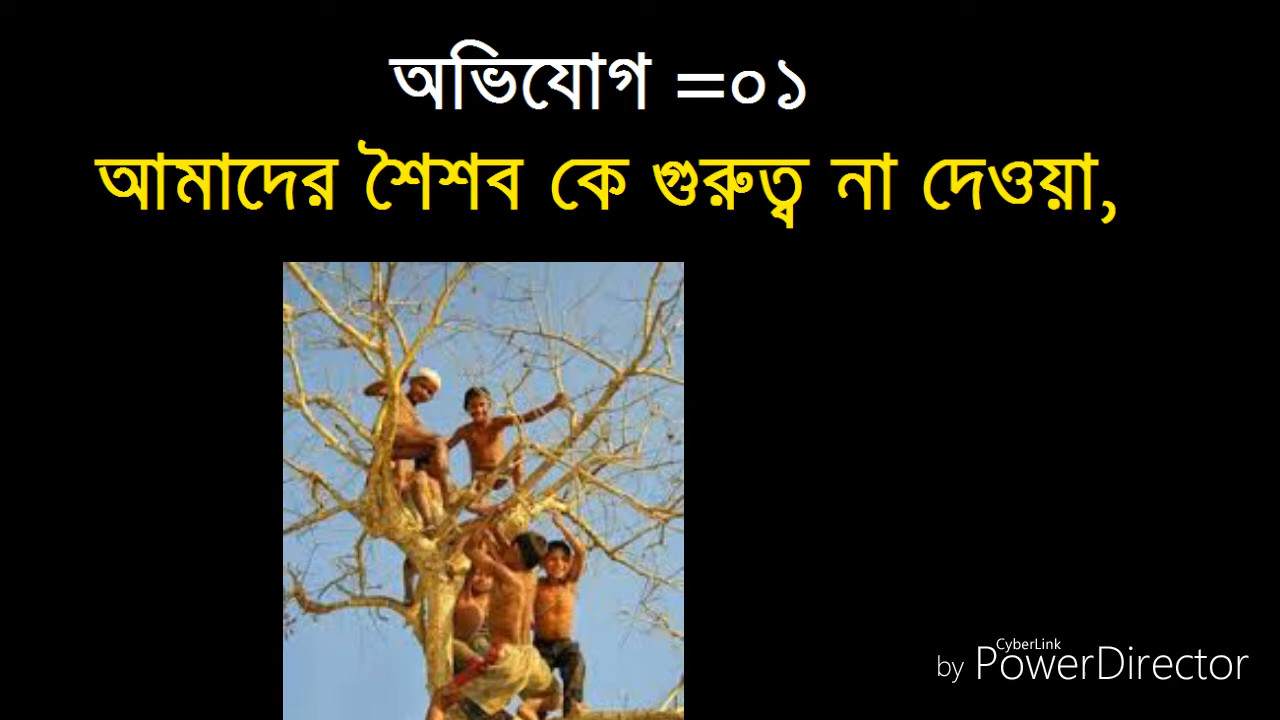 অভিযোগ =০১
আমাদের শৈশব কে গুরুত্ব না দেওয়া,
CyberLink
by PowerDirector